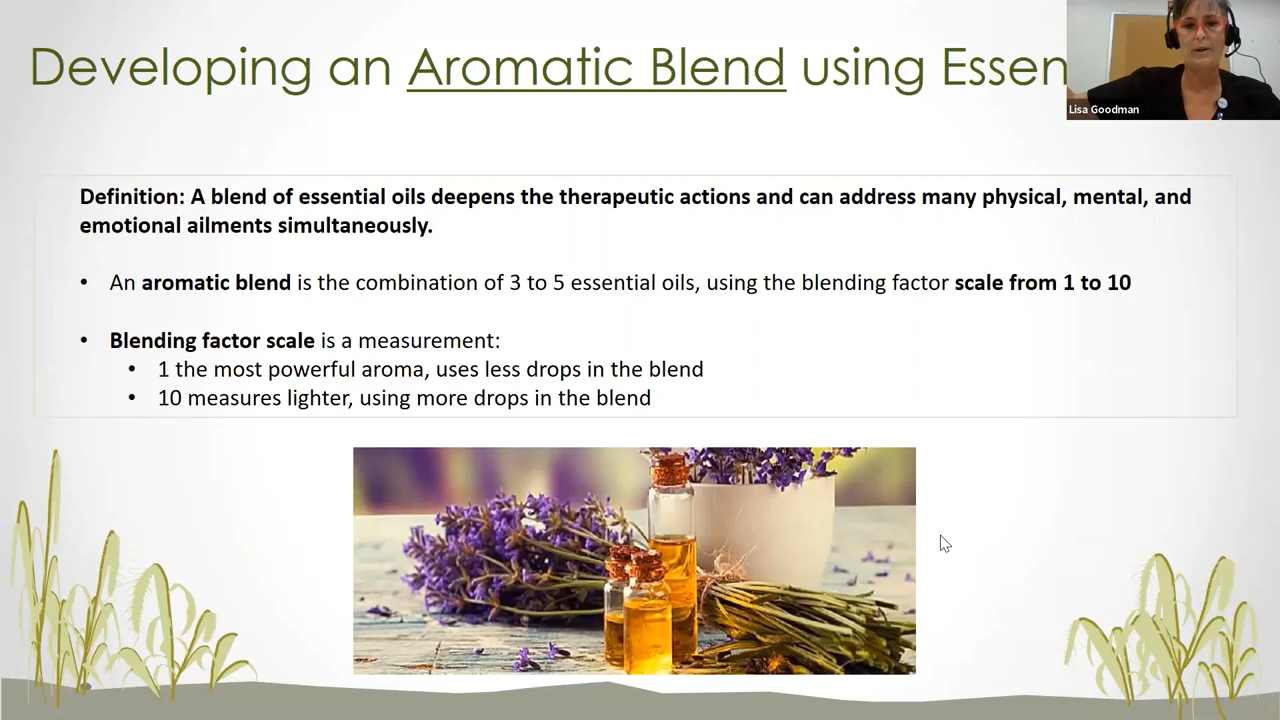 Developing an Aromatic Blend using Essen
Lisa Goodman
Definition: A blend of essential oils deepens the therapeutic actions and can address many physical, mental, and
emotional ailments simultaneously.
• An aromatic blend is the combination of 3 to 5 essential oils, using the blending factor scale from 1 to 10
• Blending factor scale is a measurement:
• 1 the most powerful aroma, uses less drops in the blend
• 10 measures lighter, using more drops in the blend